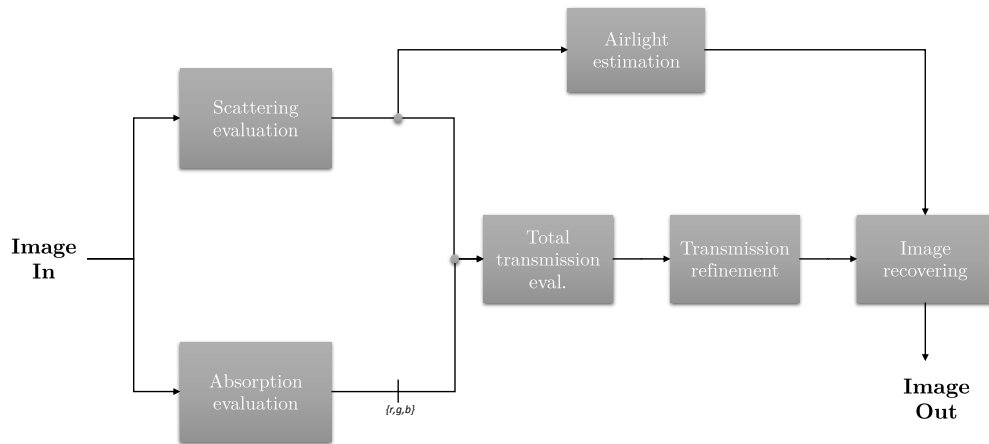 Airlight
estimation
Scattering
evaluation
Image
In
Total
transmission
eval.
Transmission
refinement
Image
recovering
Absorption
evaluation
{r,g,b}
Image
Out